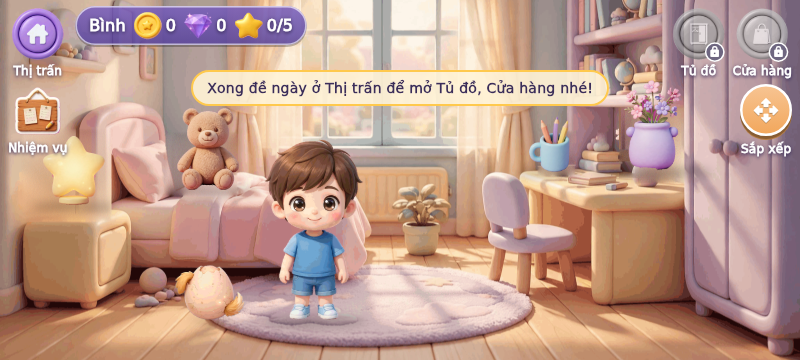 Bình 0 0 0/5
Thị trấn
Tủ đồ
Cửa hàng
Xong đề ngày ở Thị trấn để mở Tủ đồ, Cửa hàng nhé!
Nhiệm vụ
Sắp xếp